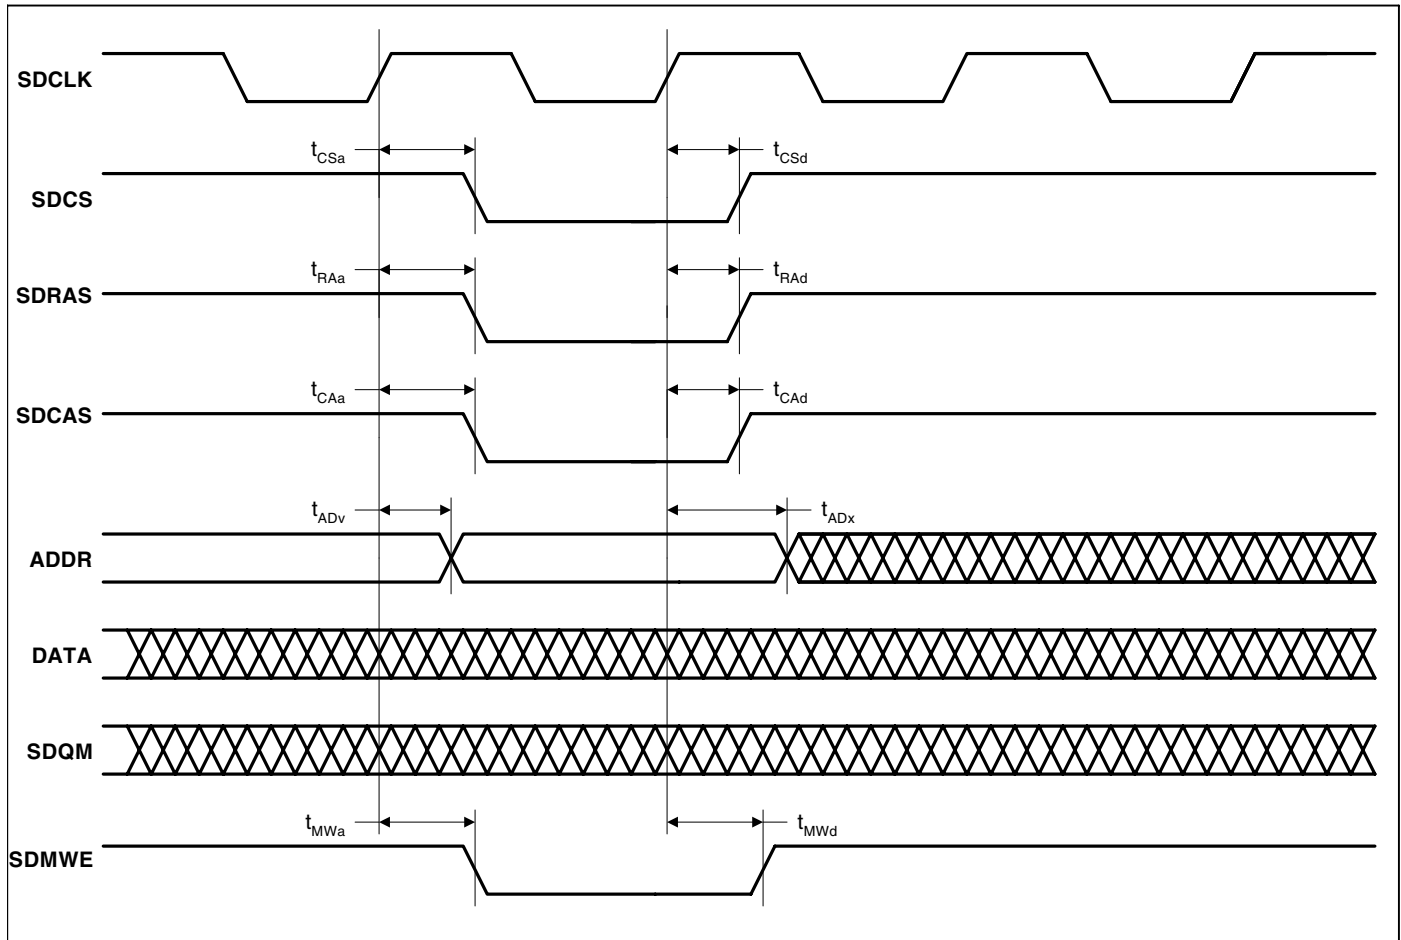 SDCLK
t_CSa
t_CSd
SDCS
t_RAa
t_RAd
SDRAS
t_CAa
t_CAd
SDCAS
t_ADv
t_ADx
ADDR
DATA
SDQM
t_MWa
t_MWd
SDMWE